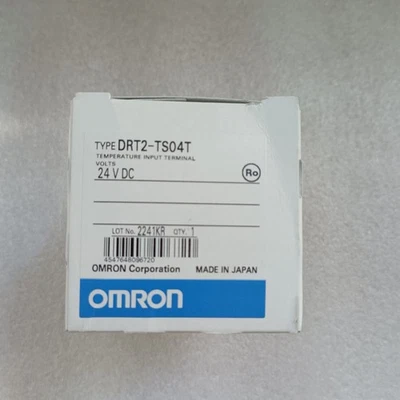 TYPE DRT2-TS04T
TEMPERATURE INPUT TERMINAL
VOLTS
24 V DC
Ro
LOT No. 2241KR QTY. 1
4547648096720
OMRON Corporation MADE IN JAPAN
OMRON